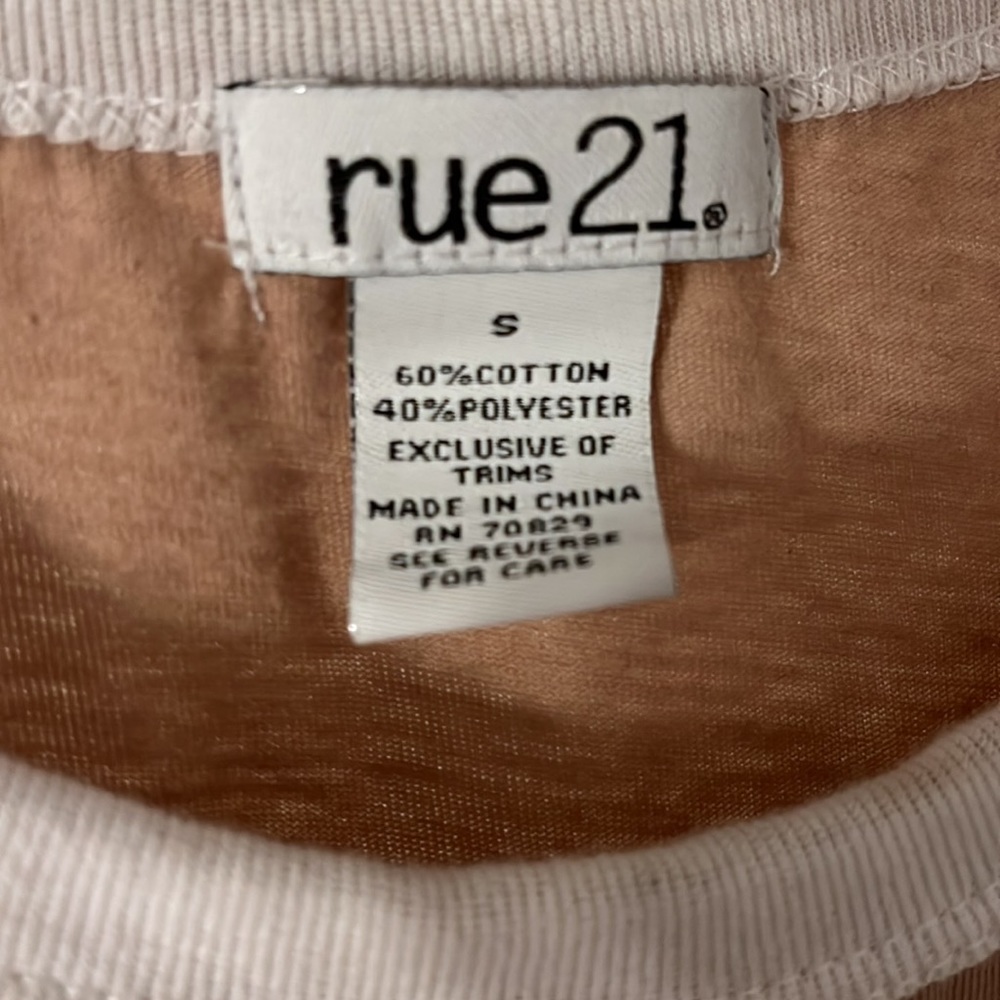 rue21®
S
60%COTTON
40%POLYESTER
EXCLUSIVE OF
TRIMS
MADE IN CHINA
RN 70829
SEE REVERSE
FOR CARE